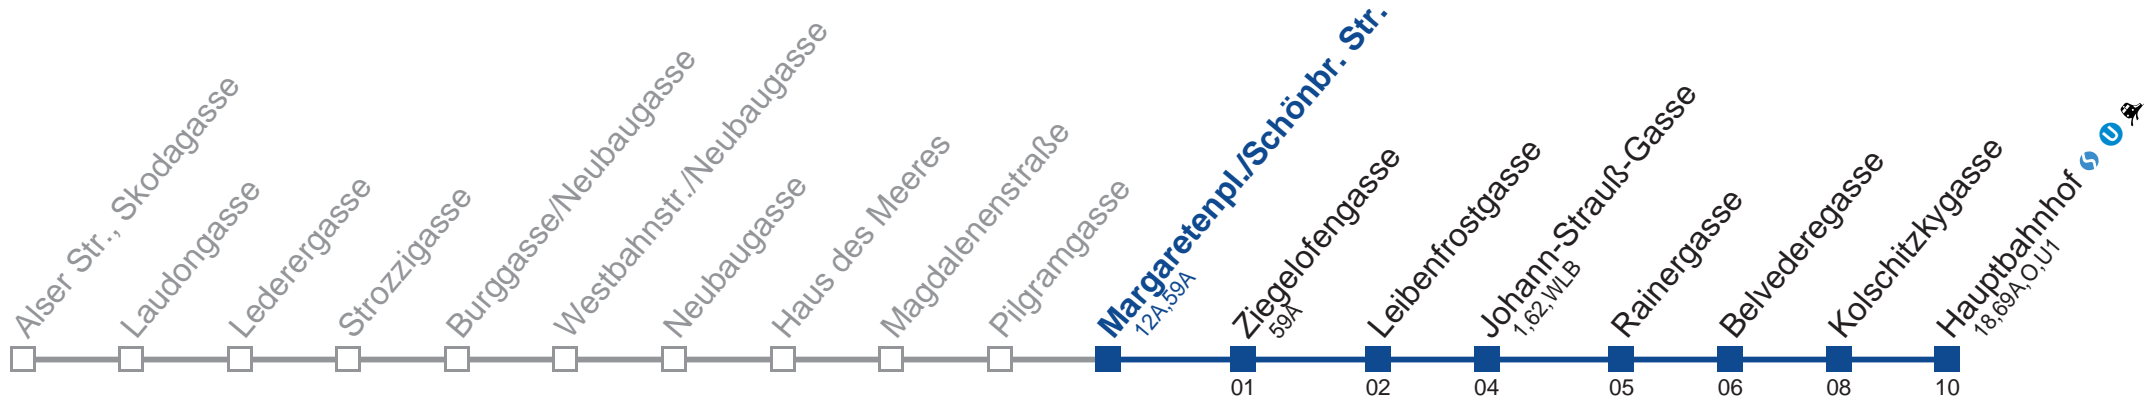 Alser Str., Skodagasse
Laudongasse
Lederergasse
Strozzigasse
Burggasse/Neubaugasse
Westbahnstr./Neubaugasse
Neubaugasse
Haus des Meeres
Magdalenenstraße
Pilgramgasse
Margaretenpl./Schönbr. Str.
12A,59A
Ziegelofengasse
59A
Leibenfrostgasse
Johann-Strauß-Gasse
1,62,WLB
Rainergasse
Belvederegasse
Kolschitzkygasse
Hauptbahnhof S U
18,69A,O,U1
01 02 04 05 06 08 10